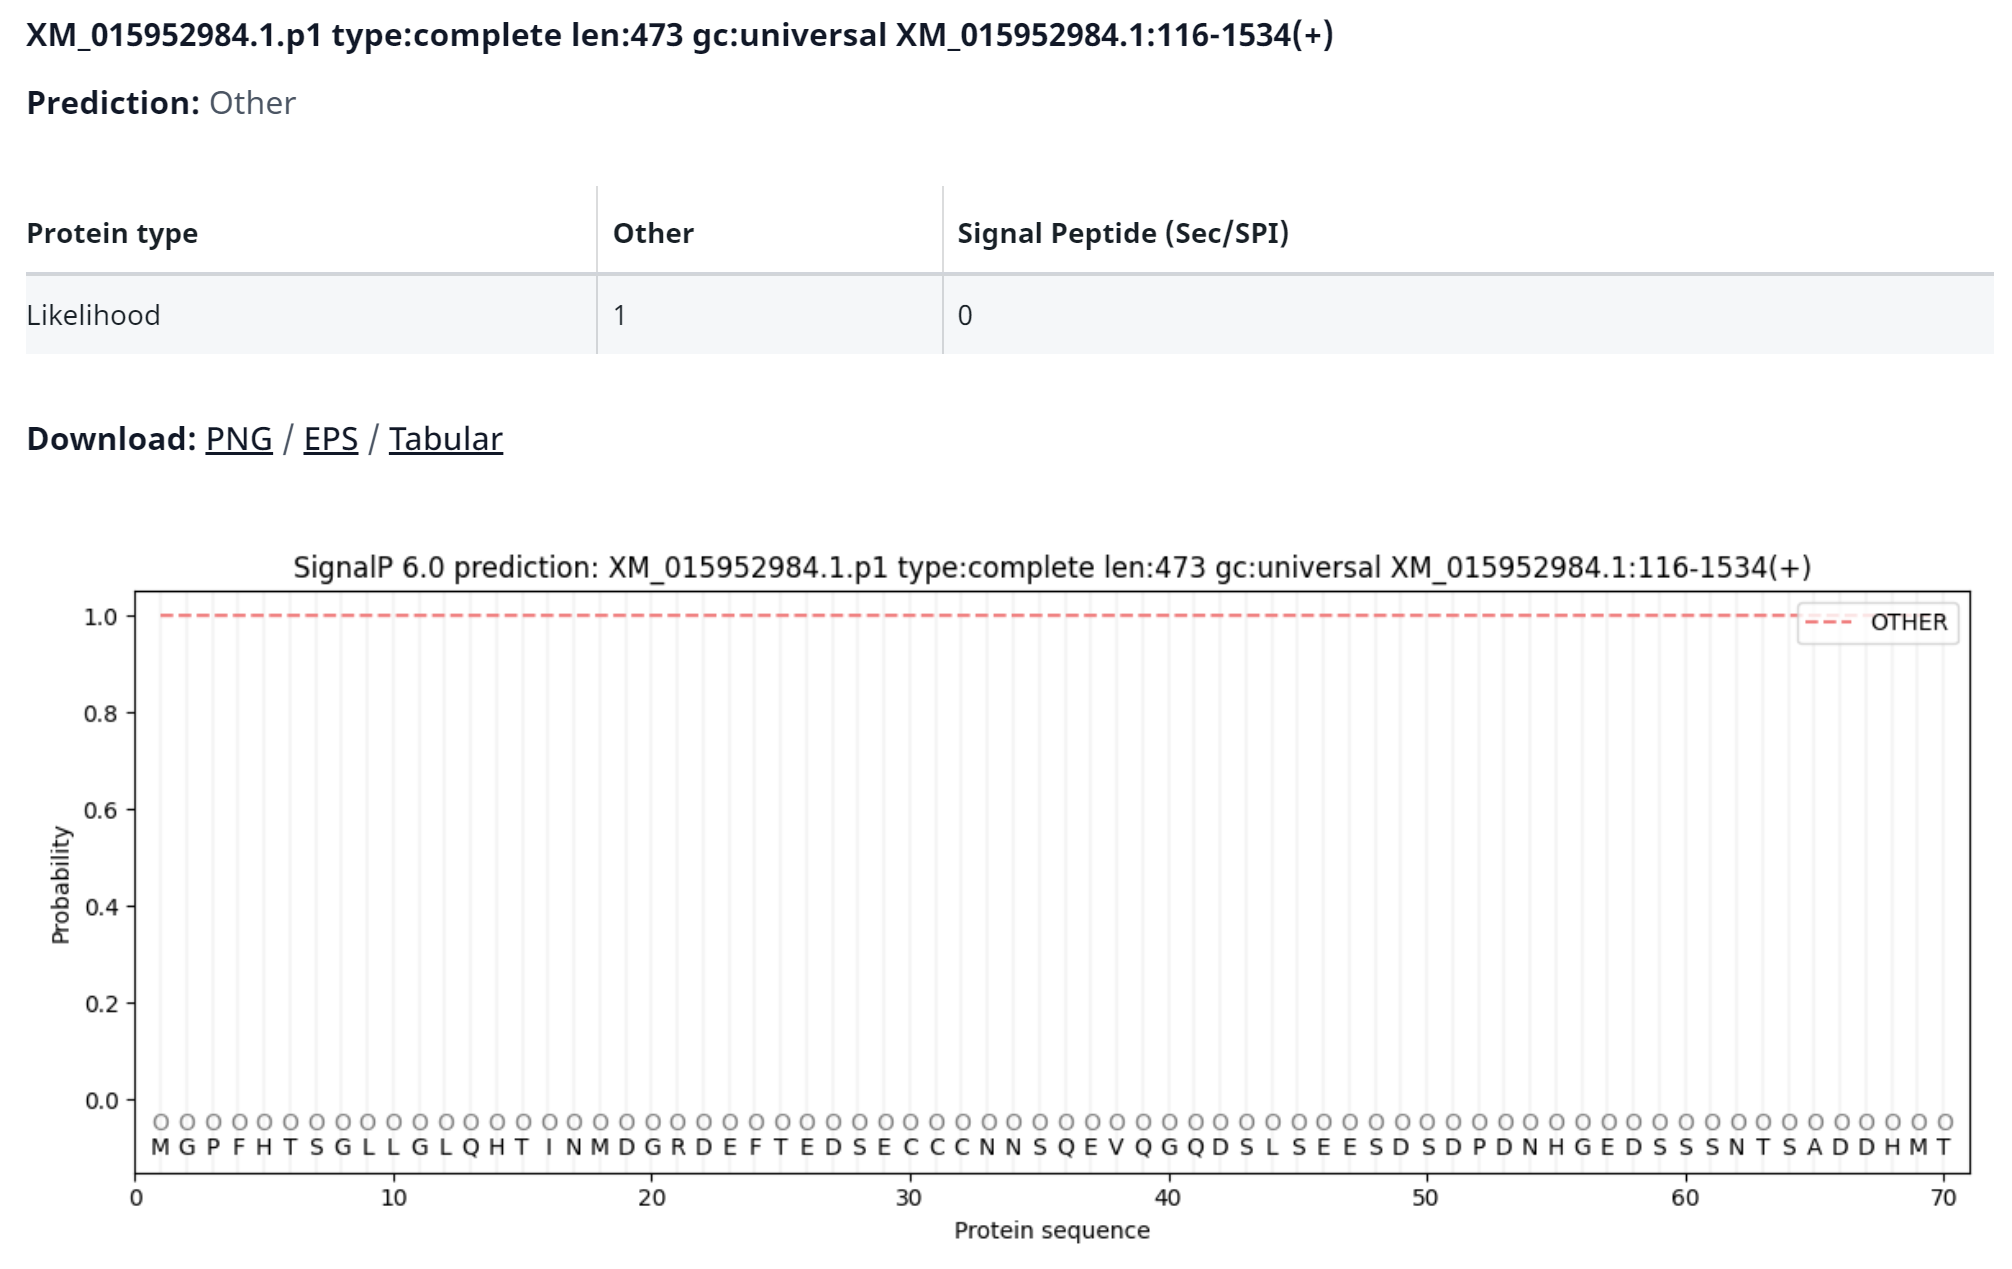 XM_015952984.1.p1 type:complete len:473 gc:universal XM_015952984.1:116-1534(+)
Prediction: Other
Protein type Other Signal Peptide (Sec/SPI)
Likelihood 1 0
Download: PNG / EPS / Tabular
SignalP 6.0 prediction: XM_015952984.1.p1 type:complete len:473 gc:universal XM_015952984.1:116-1534(+)
OTHER
1.0
0.8
0.6
0.4
0.2
0.0
Probability
O O O O O O O O O O O O O O O O O O O O O O O O O O O O O O O O O O O O O O O O O O O O O O O O O O O O O O O O O O O O O O O O O O O O O O
M G P F H T S G L L G L Q H T I N M D G R D E F T E D S E C C C N N S Q E V Q G Q D S L S E E S D S D P D N H G E D S S S N T S A D D H M T
0 10 20 30 40 50 60 70
Protein sequence